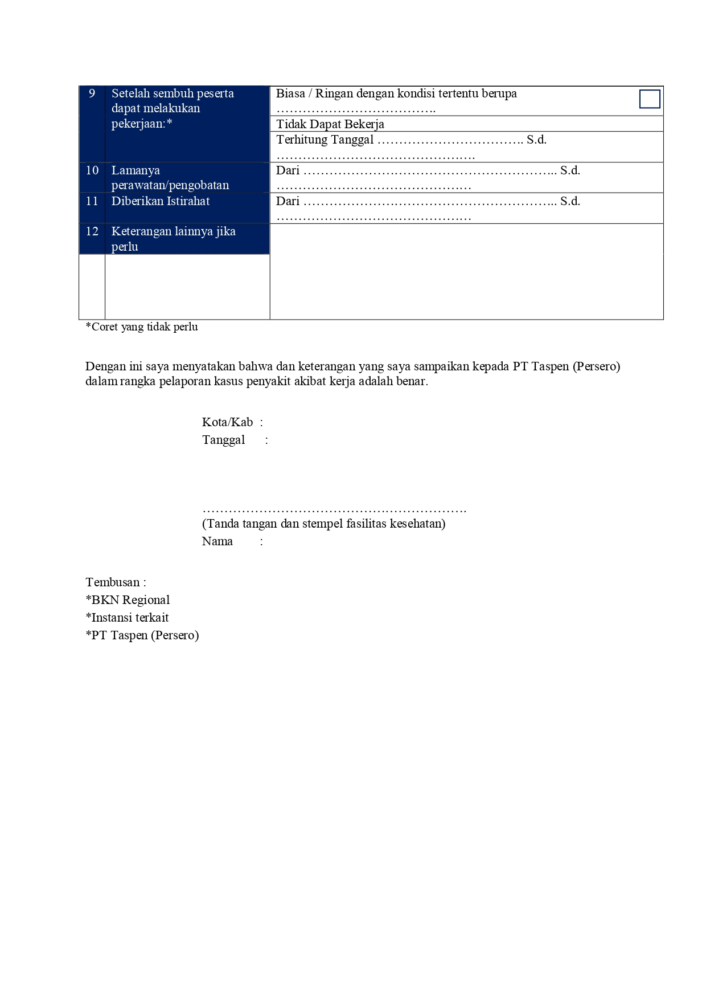 9 Setelah sembuh peserta dapat melakukan pekerjaan:*
Biasa / Ringan dengan kondisi tertentu berupa
……………………………….
Tidak Dapat Bekerja
Terhitung Tanggal ……………………………. S.d.
……………………………………….
10 Lamanya perawatan/pengobatan
Dari ………………………………………………….. S.d.
………………………………………
11 Diberikan Istirahat
Dari ………………………………………………….. S.d.
………………………………………
12 Keterangan lainnya jika perlu
*Coret yang tidak perlu
Dengan ini saya menyatakan bahwa dan keterangan yang saya sampaikan kepada PT Taspen (Persero)
dalam rangka pelaporan kasus penyakit akibat kerja adalah benar.
Kota/Kab :
Tanggal :
…………………………………………………….
(Tanda tangan dan stempel fasilitas kesehatan)
Nama :
Tembusan :
*BKN Regional
*Instansi terkait
*PT Taspen (Persero)